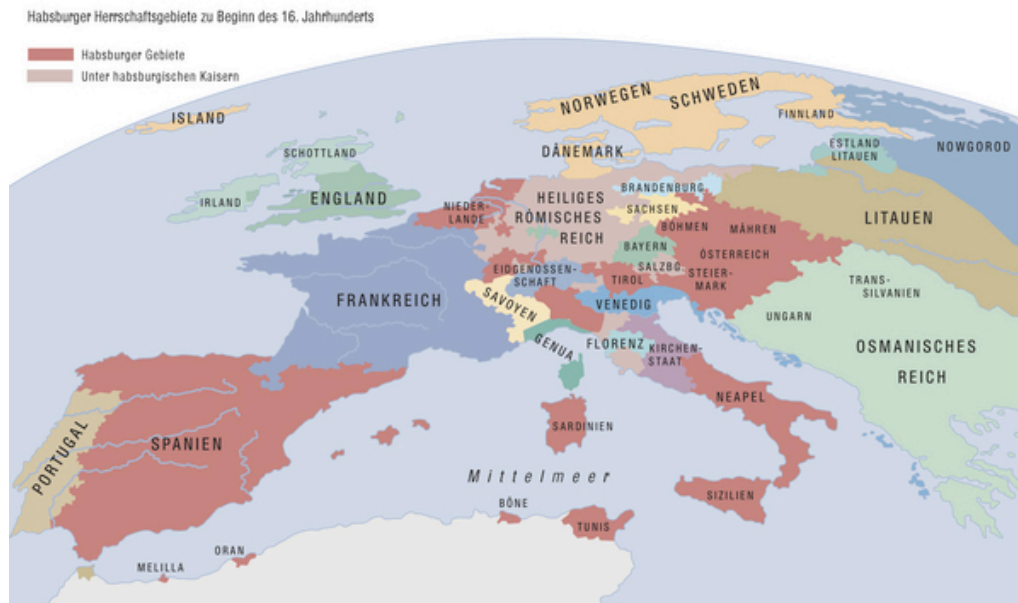 Habsburger Herrschaftsgebiete zu Beginn des 16. Jahrhunderts
Habsburger Gebiete
Unter habsburgischen Kaisern
ISLAND
NORWEGEN
SCHWEDEN
FINNLAND
NOWGOROD
SCHOTTLAND
DÄNEMARK
ESTLAND
LITAUEN
IRLAND
ENGLAND
NIEDER-
LANDE
HEILIGES
RÖMISCHES
REICH
BRANDENBURG
SACHSEN
BÖHMEN
MÄHREN
LITAUEN
BAYERN
ÖSTERREICH
EIDGENOSSEN-
SCHAFT
TIROL
SALZBG.
STEIER-
MARK
TRANS-
SILVANIEN
FRANKREICH
SAVOYEN
VENEDIG
UNGARN
GENUA
FLORENZ
KIRCHEN-
STAAT
OSMANISCHES
REICH
NEAPEL
PORTUGAL
SPANIEN
SARDINIEN
Mittelmeer
SIZILIEN
BÔNE
TUNIS
ORAN
MELILLA